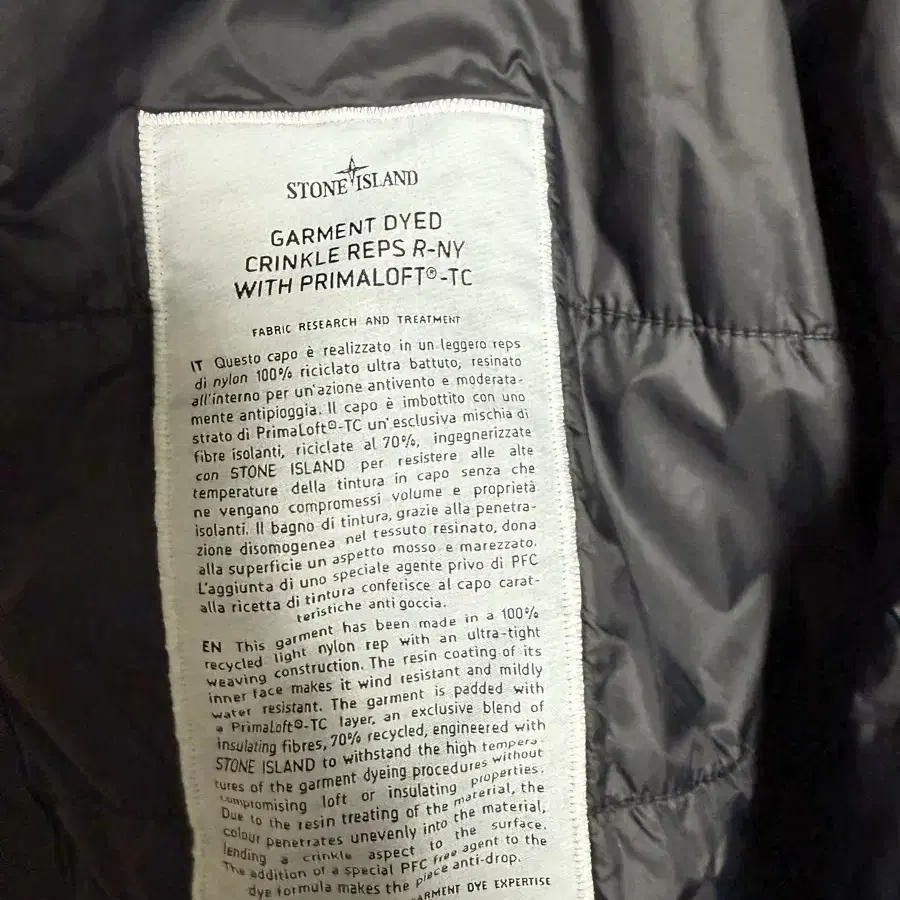 STONE ISLAND
GARMENT DYED
CRINKLE REPS R-NY
WITH PRIMALOFT®-TC
FABRIC RESEARCH AND TREATMENT
IT Questo capo è realizzato in un leggero reps
di nylon 100% riciclato ultra battuto, resinato
all'interno per un'azione antivento e moderata-
mente antipioggia. Il capo è imbottito con uno
strato di PrimaLoft®-TC un'esclusiva mischia di
fibre isolanti, riciclate al 70%, ingegnerizzate
con STONE ISLAND per resistere alle alte
temperature della tintura in capo senza che
ne vengano compromessi volume e proprietà
isolanti. Il bagno di tintura, grazie alla penetra-
zione disomogenea nel tessuto resinato, dona
alla superficie un aspetto mosso e marezzato.
L'aggiunta di uno speciale agente privo di PFC
alla ricetta di tintura conferisce al capo carat-
teristiche anti goccia.
EN This garment has been made in a 100%
recycled light nylon rep with an ultra-tight
weaving construction. The resin coating of its
inner face makes it wind resistant and mildly
water resistant. The garment is padded with
a PrimaLoft®-TC layer, an exclusive blend of
insulating fibres, 70% recycled, engineered with
STONE ISLAND to withstand the high tempera-
tures of the garment dyeing procedures without
compromising loft or insulating properties.
Due to the resin treating of the material, the
colour penetrates unevenly into the material,
lending a crinkle aspect to the surface.
The addition of a special PFC free agent to the
dye formula makes the piece anti-drop.
GARMENT DYE EXPERTISE